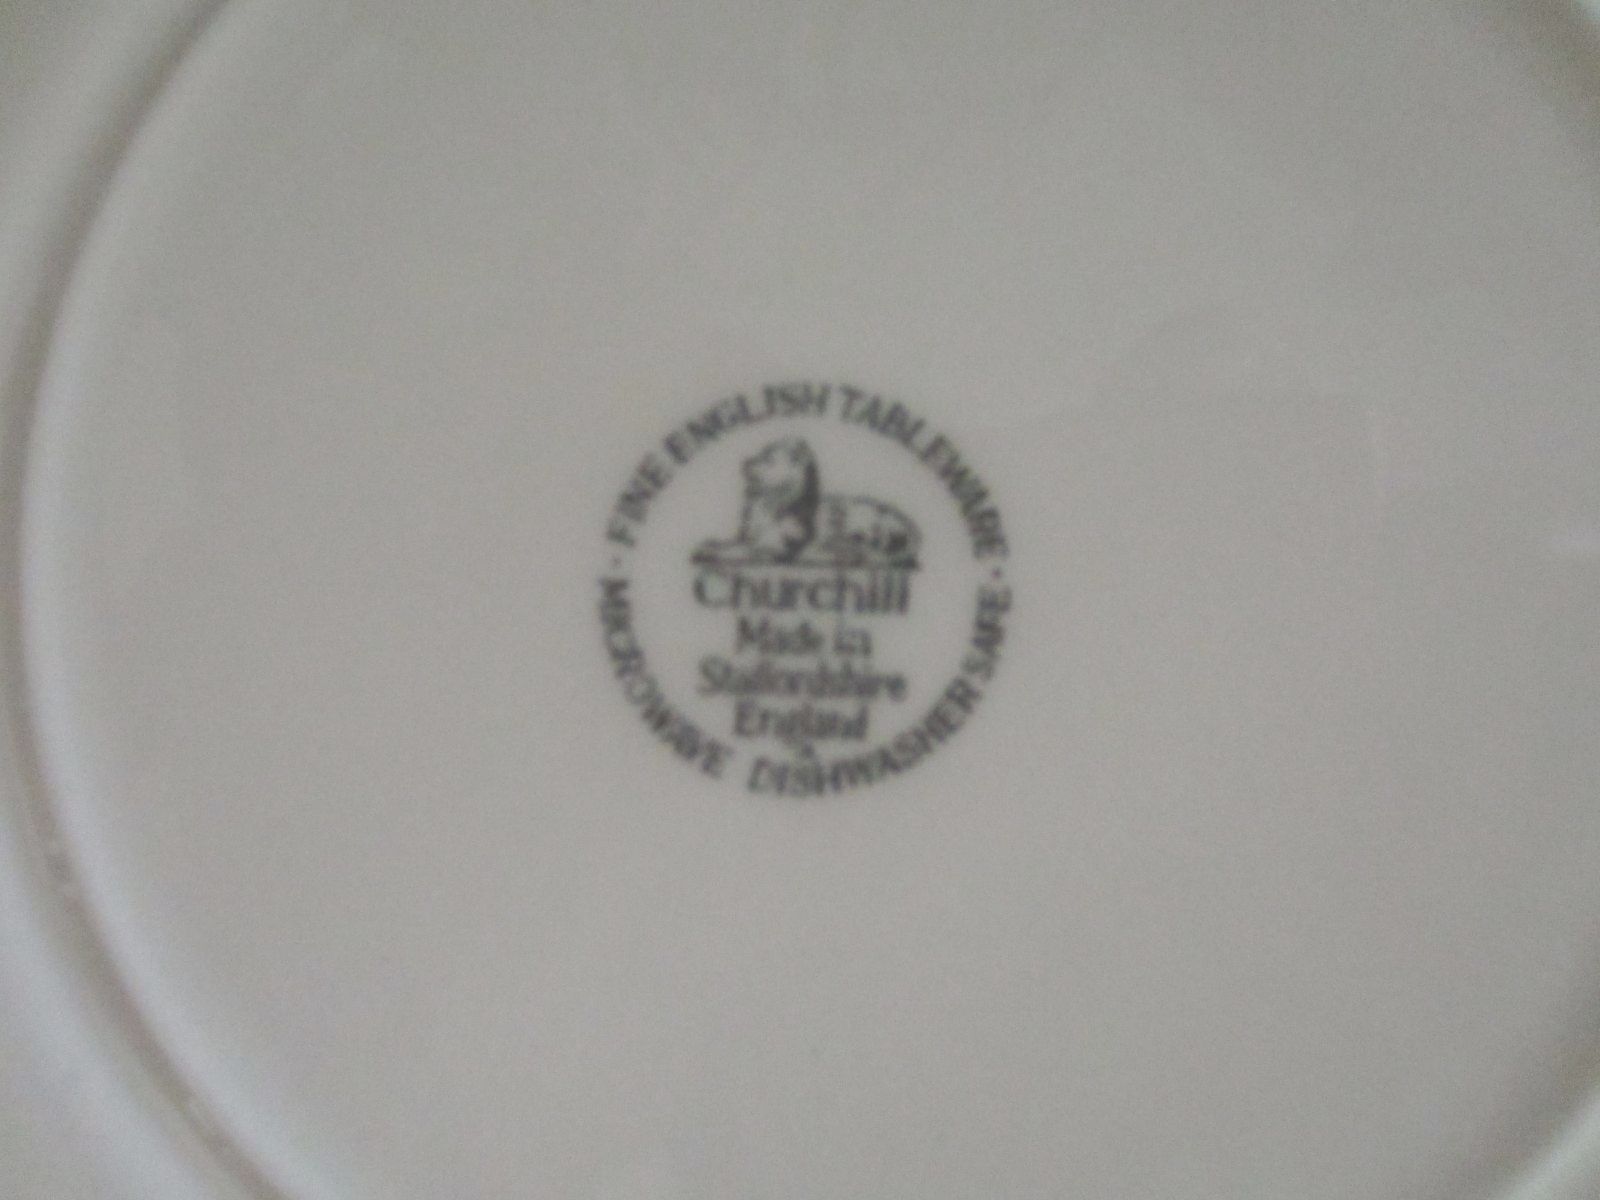 · FINE ENGLISH TABLEWARE ·
Churchill
Made in
Staffordshire
England
MICROWAVE DISHWASHER SAFE